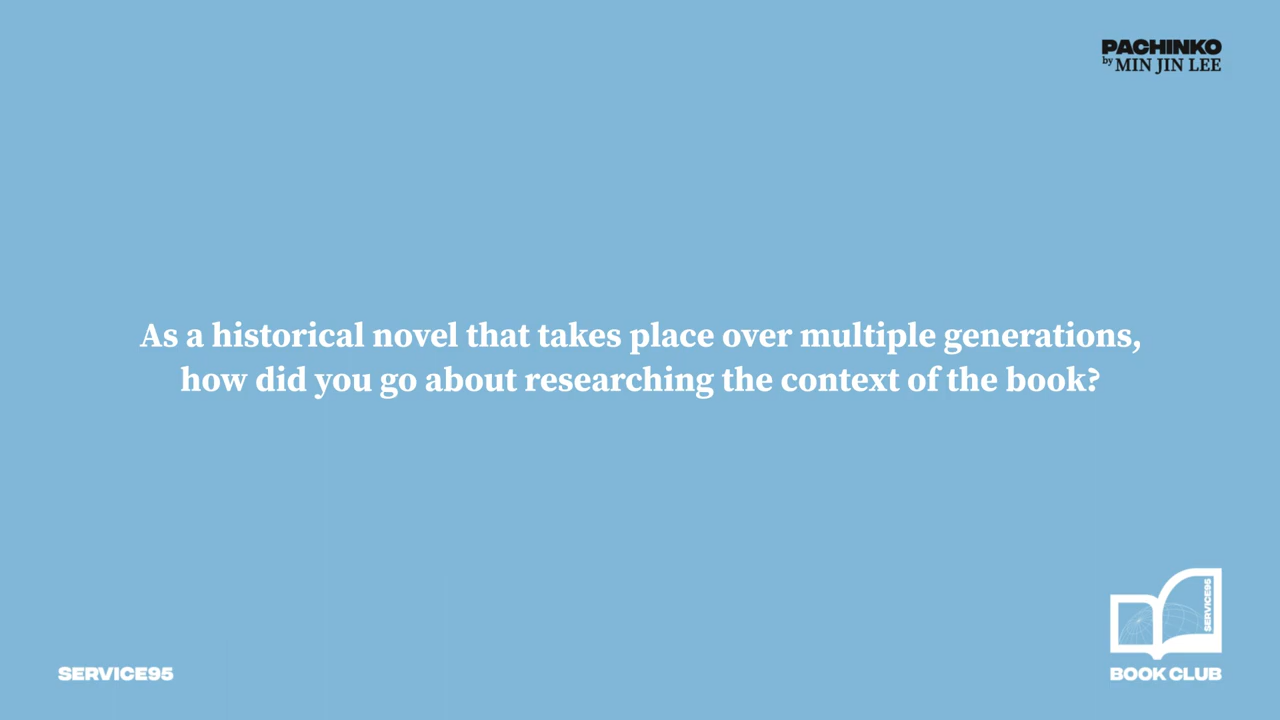 PACHINKO
by MIN JIN LEE
As a historical novel that takes place over multiple generations,
how did you go about researching the context of the book?
SERVICE95
SERVICE95
BOOK CLUB